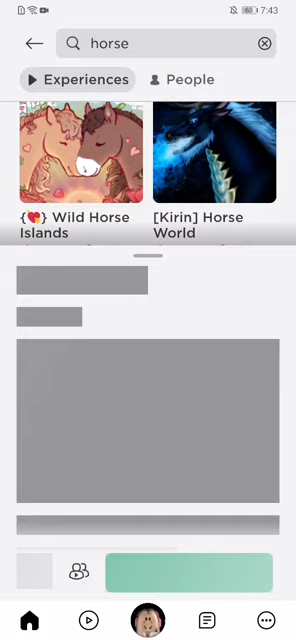 7:43
horse
Experiences
People
{💝} Wild Horse
Islands
[Kirin] Horse
World